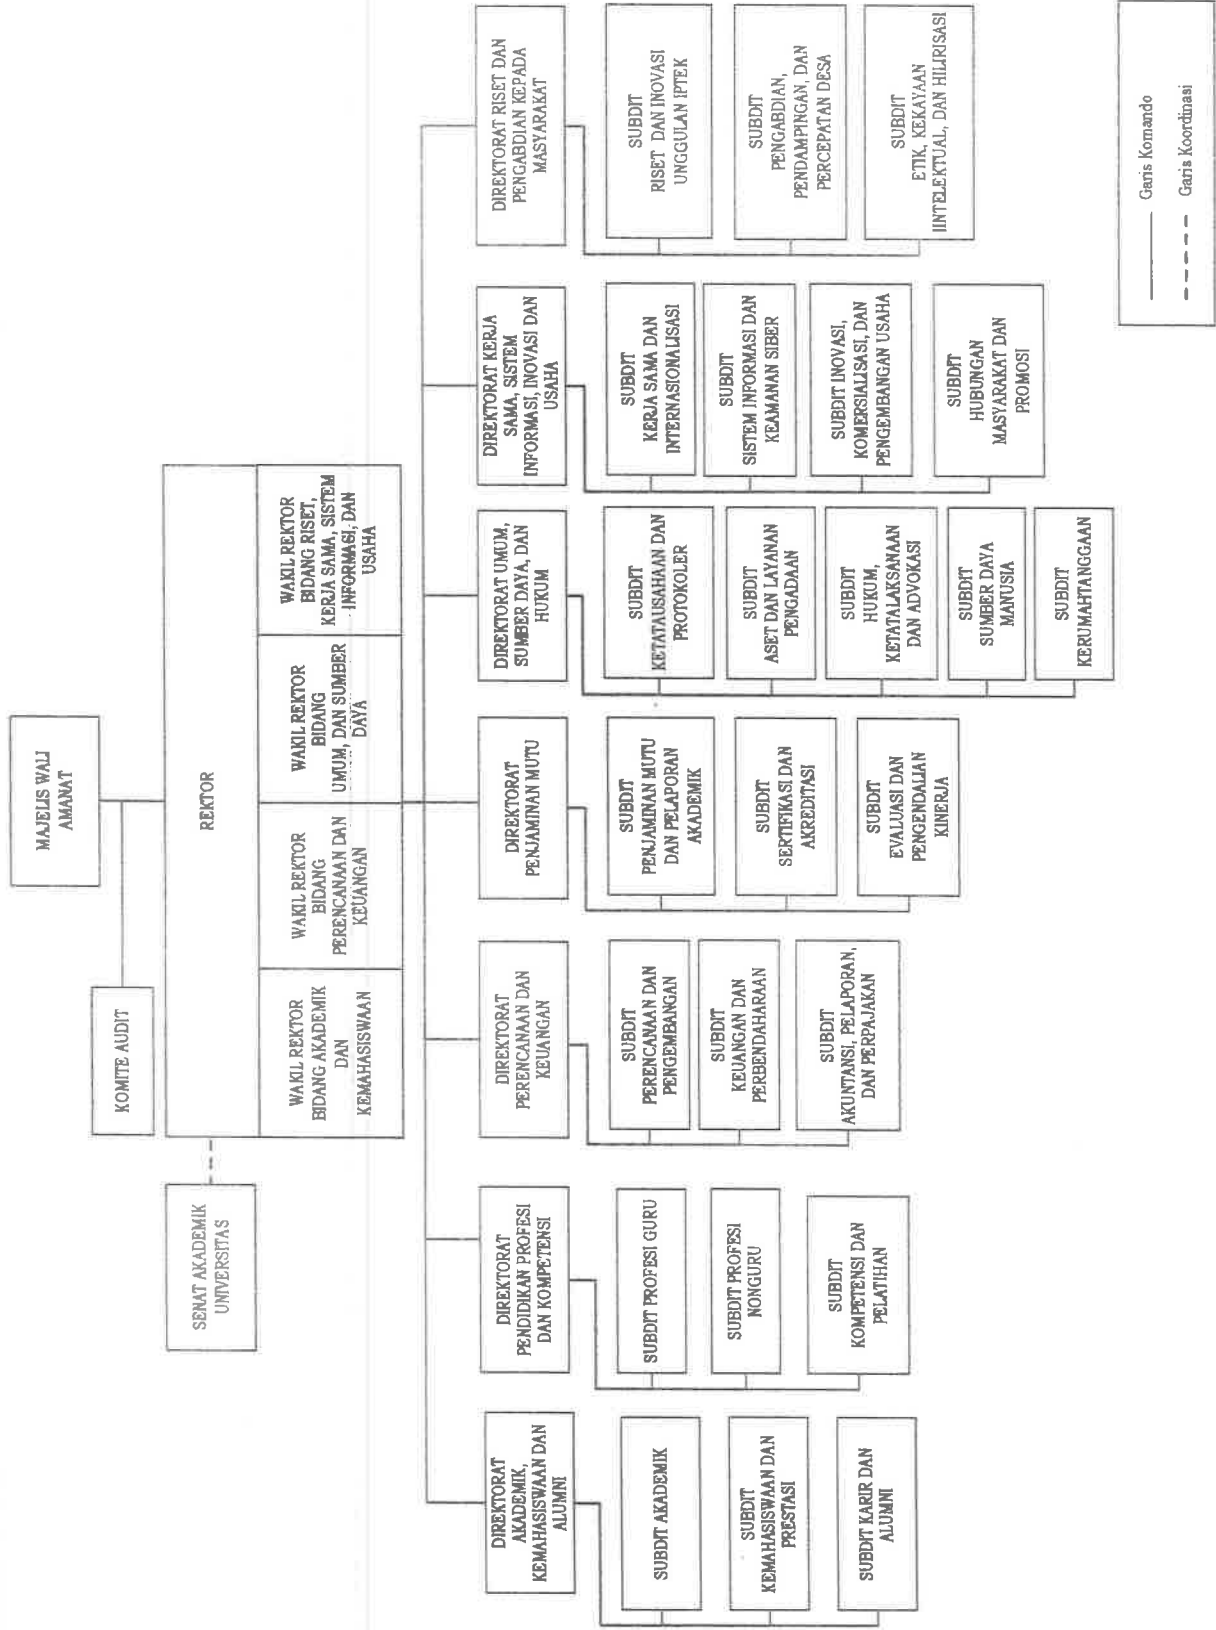 MAJELIS WALI
AMANAT
KOMITE AUDIT
SENAT AKADEMIK
UNIVERSITAS
REKTOR
WAKIL REKTOR
BIDANG AKADEMIK
DAN
KEMAHASISWAAN
WAKIL REKTOR
BIDANG
PERENCANAAN DAN
KEUANGAN
WAKIL REKTOR
BIDANG
UMUM, DAN SUMBER
DAYA
WAKIL REKTOR
BIDANG RISET,
KERJA SAMA, SISTEM
INFORMASI, DAN
USAHA
DIREKTORAT
AKADEMIK,
KEMAHASISWAAN DAN
ALUMNI
SUBDIT AKADEMIK
SUBDIT
KEMAHASISWAAN DAN
PRESTASI
SUBDIT KARIR DAN
ALUMNI
DIREKTORAT
PENDIDIKAN PROFESI
DAN KOMPETENSI
SUBDIT PROFESI GURU
SUBDIT PROFESI
NONGURU
SUBDIT
KOMPETENSI DAN
PELATIHAN
DIREKTORAT
PERENCANAAN DAN
KEUANGAN
SUBDIT
PERENCANAAN DAN
PENGEMBANGAN
SUBDIT
KEUANGAN DAN
PERBENDAHARAAN
SUBDIT
AKUNTANSI, PELAPORAN,
DAN PERPAJAKAN
DIREKTORAT
PENJAMINAN MUTU
SUBDIT
PENJAMINAN MUTU
DAN PELAPORAN
AKADEMIK
SUBDIT
SERTIFIKASI DAN
AKREDITASI
SUBDIT
EVALUASI DAN
PENGENDALIAN
KINERJA
DIREKTORAT UMUM,
SUMBER DAYA, DAN
HUKUM
SUBDIT
KETATAUSAHAAN DAN
PROTOKOLER
SUBDIT
ASET DAN LAYANAN
PENGADAAN
SUBDIT
HUKUM,
KETATALAKSANAAN
DAN ADVOKASI
SUBDIT
SUMBER DAYA
MANUSIA
SUBDIT
KERUMAHTANGGAAN
DIREKTORAT KERJA
SAMA, SISTEM
INFORMASI, INOVASI DAN
USAHA
SUBDIT
KERJA SAMA DAN
INTERNASIONALISASI
SUBDIT
SISTEM INFORMASI DAN
KEAMANAN SIBER
SUBDIT INOVASI,
KOMERSIALISASI, DAN
PENGEMBANGAN USAHA
SUBDIT
HUBUNGAN
MASYARAKAT DAN
PROMOSI
DIREKTORAT RISET DAN
PENGABDIAN KEPADA
MASYARAKAT
SUBDIT
RISET DAN INOVASI
UNGGULAN IPTEK
SUBDIT
PENGABDIAN,
PENDAMPINGAN, DAN
PERCEPATAN DESA
SUBDIT
ETIK, KEKAYAAN
IINTELEKTUAL, DAN HILIRISASI
Garis Komando
Garis Koordinasi